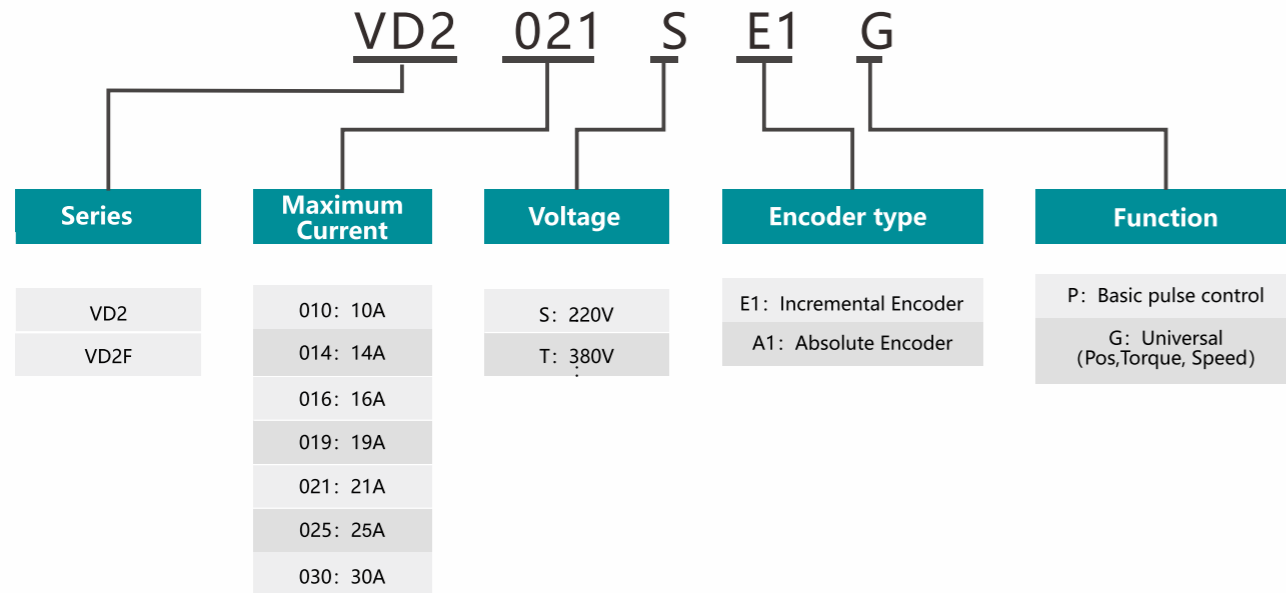 VD2 021 S E1 G
Series
VD2
VD2F
Maximum
Current
010：10A
014：14A
016：16A
019：19A
021：21A
025：25A
030：30A
Voltage
S：220V
T：380V
:
Encoder type
E1：Incremental Encoder
A1：Absolute Encoder
Function
P：Basic pulse control
G：Universal
(Pos,Torque, Speed)